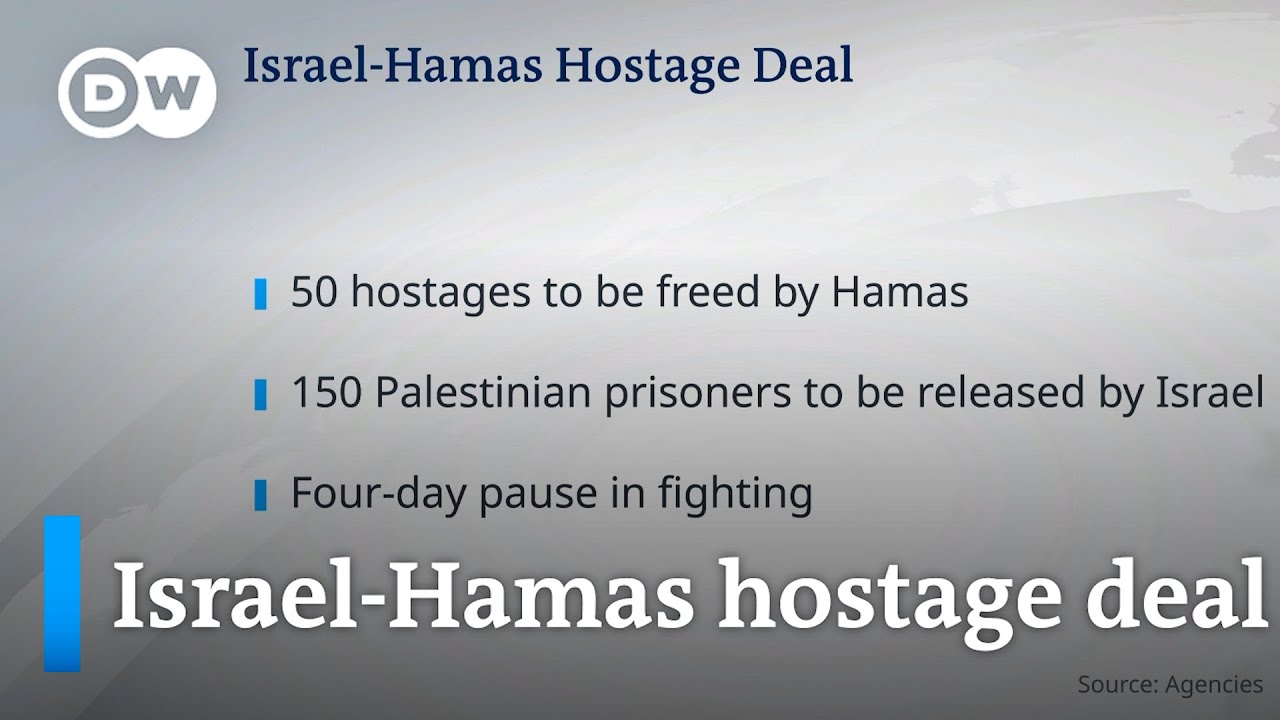 DW
Israel-Hamas Hostage Deal
50 hostages to be freed by Hamas
150 Palestinian prisoners to be released by Israel
Four-day pause in fighting
Israel-Hamas hostage deal
Source: Agencies